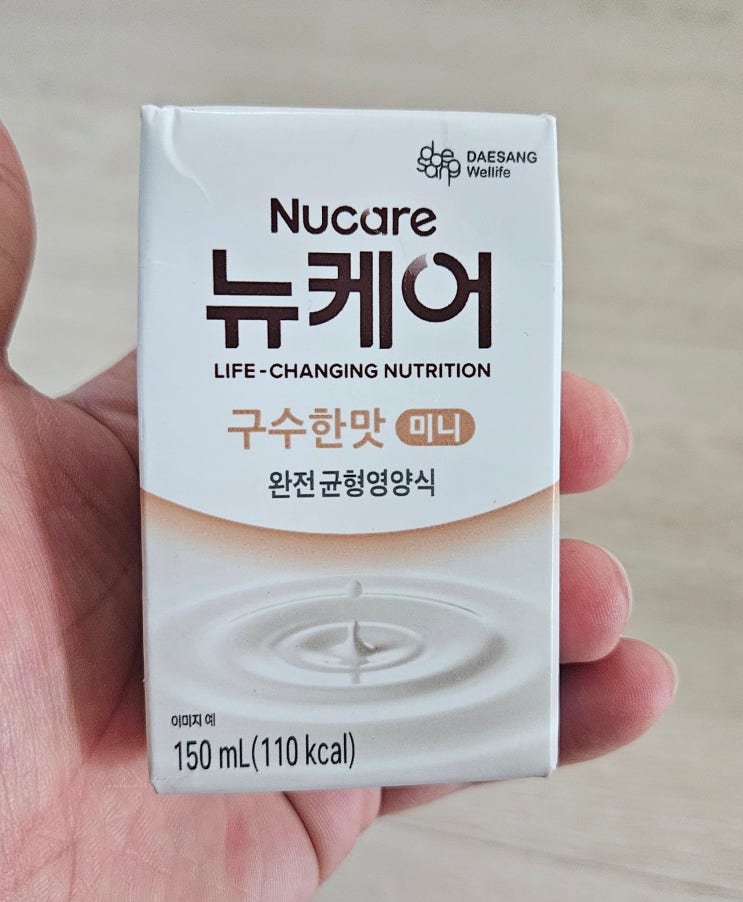 DAESANG
Wellife
Nucare
뉴케어
LIFE-CHANGING NUTRITION
구수한맛 미니
완전균형영양식
이미지 예
150 mL(110 kcal)